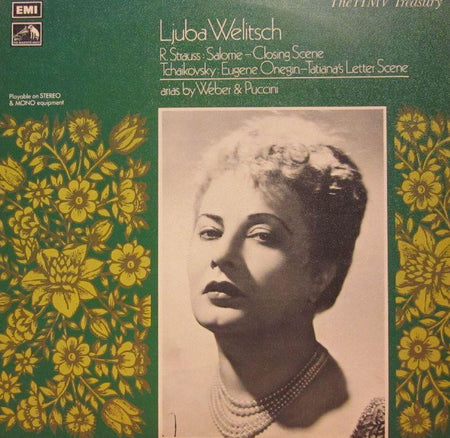 EMI
The HMV Treasury
Ljuba Welitsch
R. Strauss: Salome – Closing Scene
Tchaikovsky: Eugene Onegin – Tatiana's Letter Scene
arias by Weber & Puccini
Playable on STEREO
& MONO equipment